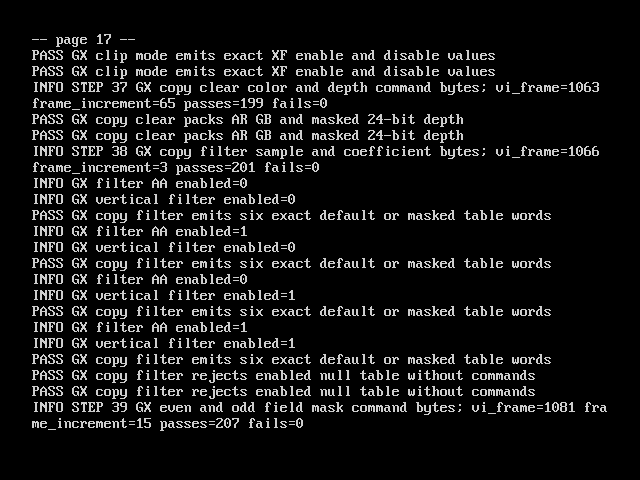 -- page 17 --
PASS GX clip mode emits exact XF enable and disable values
PASS GX clip mode emits exact XF enable and disable values
INFO STEP 37 GX copy clear color and depth command bytes; vi_frame=1063
frame_increment=65 passes=199 fails=0
PASS GX copy clear packs AR GB and masked 24-bit depth
PASS GX copy clear packs AR GB and masked 24-bit depth
INFO STEP 38 GX copy filter sample and coefficient bytes; vi_frame=1066
frame_increment=3 passes=201 fails=0
INFO GX filter AA enabled=0
INFO GX vertical filter enabled=0
PASS GX copy filter emits six exact default or masked table words
INFO GX filter AA enabled=1
INFO GX vertical filter enabled=0
PASS GX copy filter emits six exact default or masked table words
INFO GX filter AA enabled=0
INFO GX vertical filter enabled=1
PASS GX copy filter emits six exact default or masked table words
INFO GX filter AA enabled=1
INFO GX vertical filter enabled=1
PASS GX copy filter emits six exact default or masked table words
PASS GX copy filter rejects enabled null table without commands
PASS GX copy filter rejects enabled null table without commands
INFO STEP 39 GX even and odd field mask command bytes; vi_frame=1081 fra
me_increment=15 passes=207 fails=0